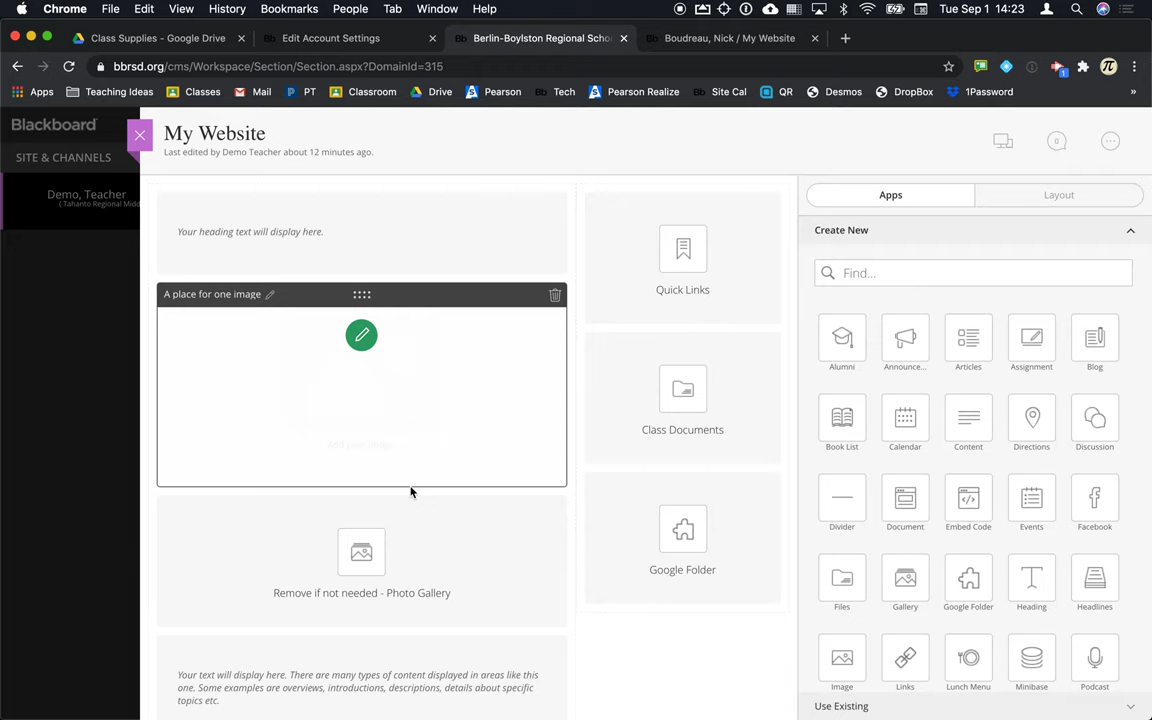 Chrome File Edit View History Bookmarks People Tab Window Help Tue Sep 1 14:23
Class Supplies - Google Drive Edit Account Settings Berlin-Boylston Regional Schoo Boudreau, Nick / My Website
bbrsd.org/cms/Workspace/Section/Section.aspx?DomainId=315
Apps Teaching Ideas Classes Mail PT Classroom Drive Pearson Tech Pearson Realize Site Cal QR Desmos DropBox 1Password »
Blackboard
SITE & CHANNELS
Demo, Teacher
( Tahanto Regional Midd
My Website
Last edited by Demo Teacher about 12 minutes ago.
0
Your heading text will display here.
A place for one image
Add your image
Remove if not needed - Photo Gallery
Your text will display here. There are many types of content displayed in areas like this
one. Some examples are overviews, introductions, descriptions, details about specific
topics etc.
Quick Links
Class Documents
Google Folder
Apps Layout
Create New
Find...
Alumni Announce... Articles Assignment Blog
Book List Calendar Content Directions Discussion
Divider Document Embed Code Events Facebook
Files Gallery Google Folder Heading Headlines
Image Links Lunch Menu Minibase Podcast
Use Existing